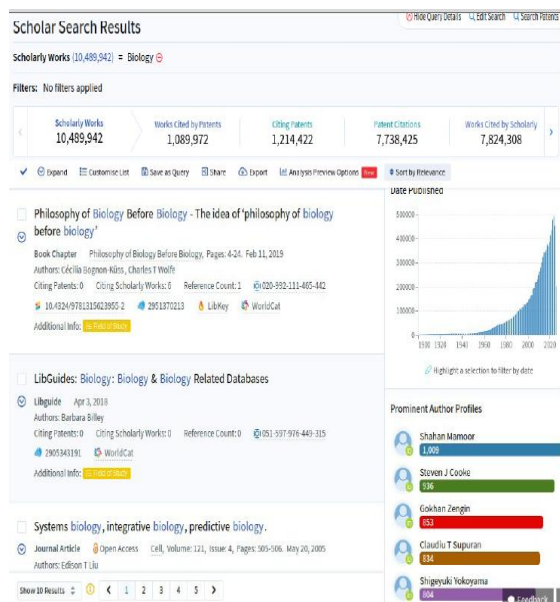 Scholar Search Results
Hide Query Details Edit Search Search Patents
Scholarly Works (10,489,942) = Biology
Filters: No filters applied
Scholarly Works
10,489,942
Works Cited by Patents
1,089,972
Citing Patents
1,214,422
Patent Citations
7,738,425
Works Cited by Scholarly
7,824,308
Expand Customise List Save as Query Share Export Analysis Preview Options New Sort by Relevance
Philosophy of Biology Before Biology - The idea of 'philosophy of biology
before biology'
Book Chapter Philosophy of Biology Before Biology, Pages: 4-24, Feb 11, 2019
Authors: Cécilia Bognon-Küss, Charles T Wolfe
Citing Patents: 0 Citing Scholarly Works: 6 Reference Count: 1 020-992-111-465-442
10.4324/9781315623955-2 2951370213 LibKey WorldCat
Additional Info: Field of Study
LibGuides: Biology: Biology & Biology Related Databases
Libguide Apr 3, 2018
Authors: Barbara Billey
Citing Patents: 0 Citing Scholarly Works: 0 Reference Count: 0 051-597-976-449-315
2905343191 WorldCat
Additional Info: Field of Study
Systems biology, integrative biology, predictive biology.
Journal Article Open Access Cell, Volume: 121, Issue: 4, Pages: 505-506. May 20, 2005
Authors: Edison T Liu
Show 10 Results 1 2 3 4 5
Date Published
500000
400000
300000
200000
100000
0
1900 1920 1940 1960 1980 2000 2020
Highlight a selection to filter by date
Prominent Author Profiles
Shahan Mamoor
1,009
Steven J Cooke
936
Gokhan Zengin
853
Claudiu T Supuran
834
Shigeyuki Yokoyama
804
Feedback